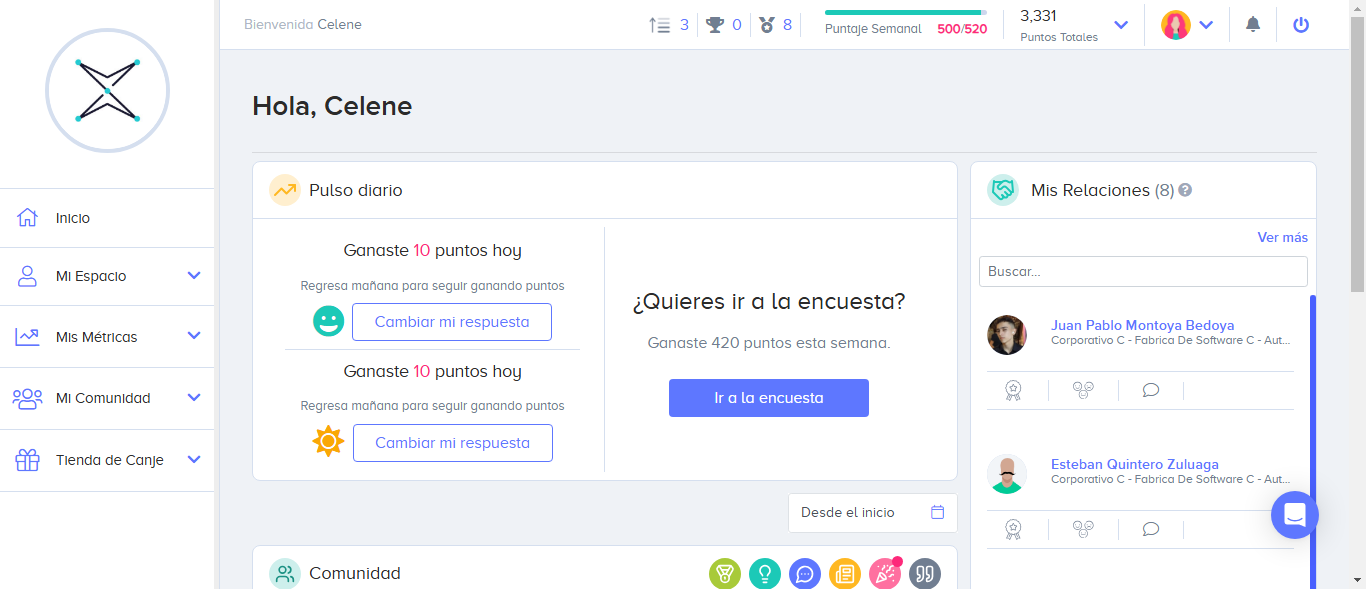 Bienvenida Celene
3
0
8
Puntaje Semanal 500/520
3,331
Puntos Totales
Inicio
Mi Espacio
Mis Métricas
Mi Comunidad
Tienda de Canje
Hola, Celene
Pulso diario
Ganaste 10 puntos hoy
Regresa mañana para seguir ganando puntos
Cambiar mi respuesta
Ganaste 10 puntos hoy
Regresa mañana para seguir ganando puntos
Cambiar mi respuesta
¿Quieres ir a la encuesta?
Ganaste 420 puntos esta semana.
Ir a la encuesta
Desde el inicio
Comunidad
Mis Relaciones (8) ?
Ver más
Buscar...
Juan Pablo Montoya Bedoya
Corporativo C - Fabrica De Software C - Aut...
Esteban Quintero Zuluaga
Corporativo C - Fabrica De Software C - Aut...